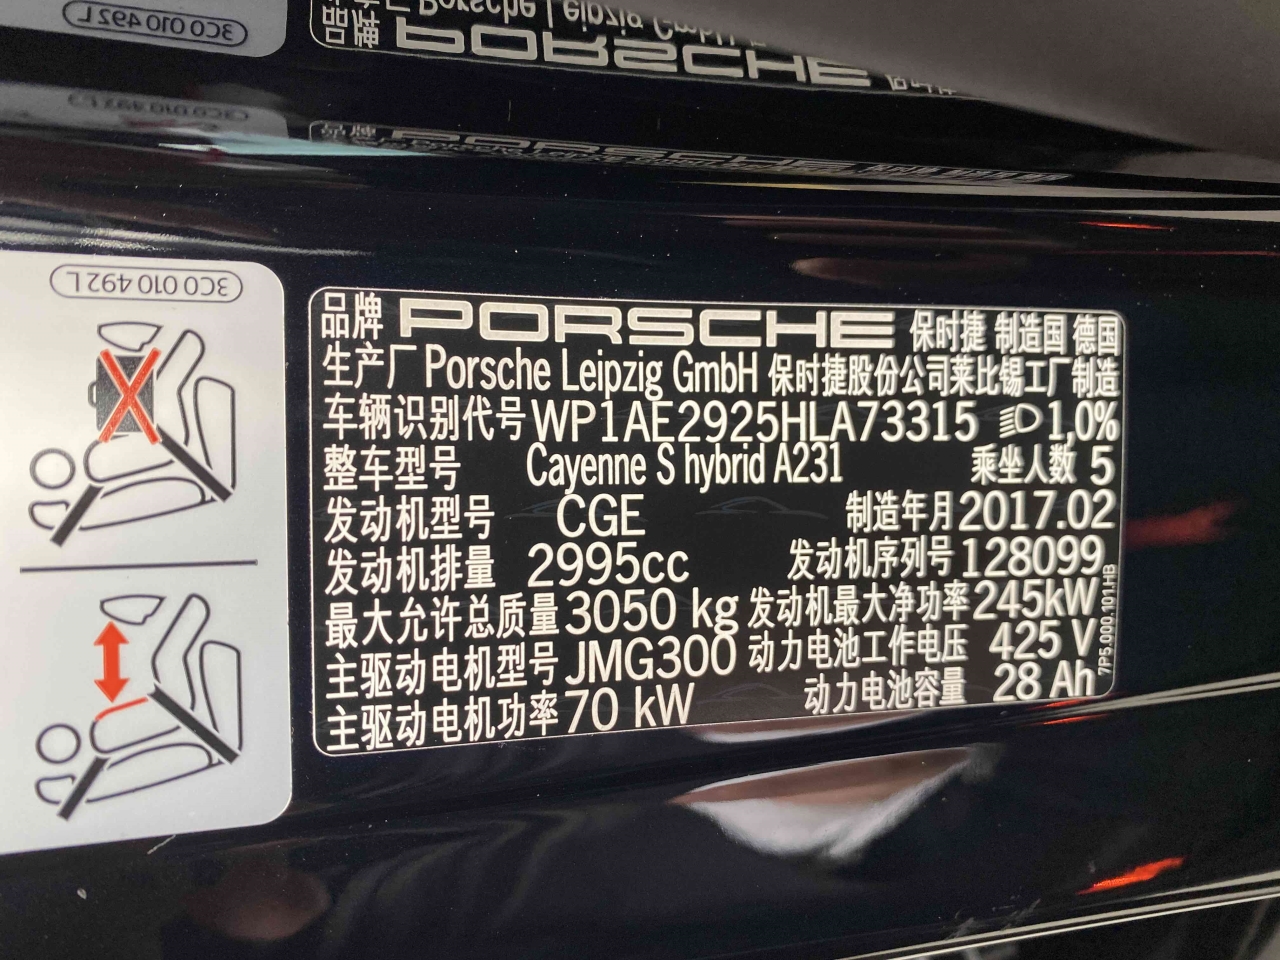 3C0 010 492 L
品牌 PORSCHE 保时捷 制造国 德国
生产厂 Porsche Leipzig GmbH 保时捷股份公司莱比锡工厂制造
车辆识别代号 WP1AE2925HLA73315 1,0%
整车型号 Cayenne S hybrid A231 乘坐人数 5
发动机型号 CGE 制造年月 2017.02
发动机排量 2995cc 发动机序列号 128099
最大允许总质量 3050 kg 发动机最大净功率 245kW
主驱动电机型号 JMG300 动力电池工作电压 425 V
主驱动电机功率 70 kW 动力电池容量 28 Ah
7P5.000.101.HB